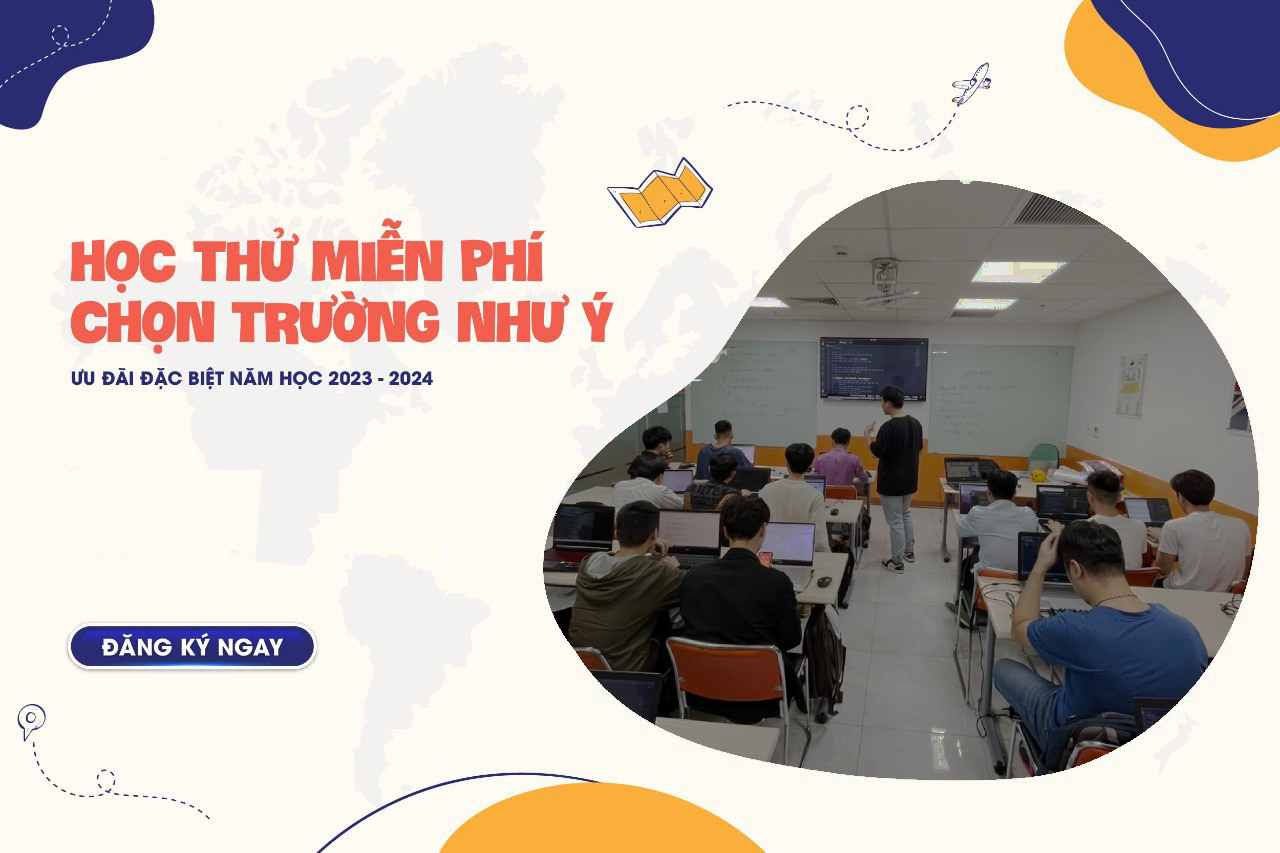 HỌC THỬ MIỄN PHÍ
CHỌN TRƯỜNG NHƯ Ý
ƯU ĐÃI ĐẶC BIỆT NĂM HỌC 2023 - 2024
ĐĂNG KÝ NGAY